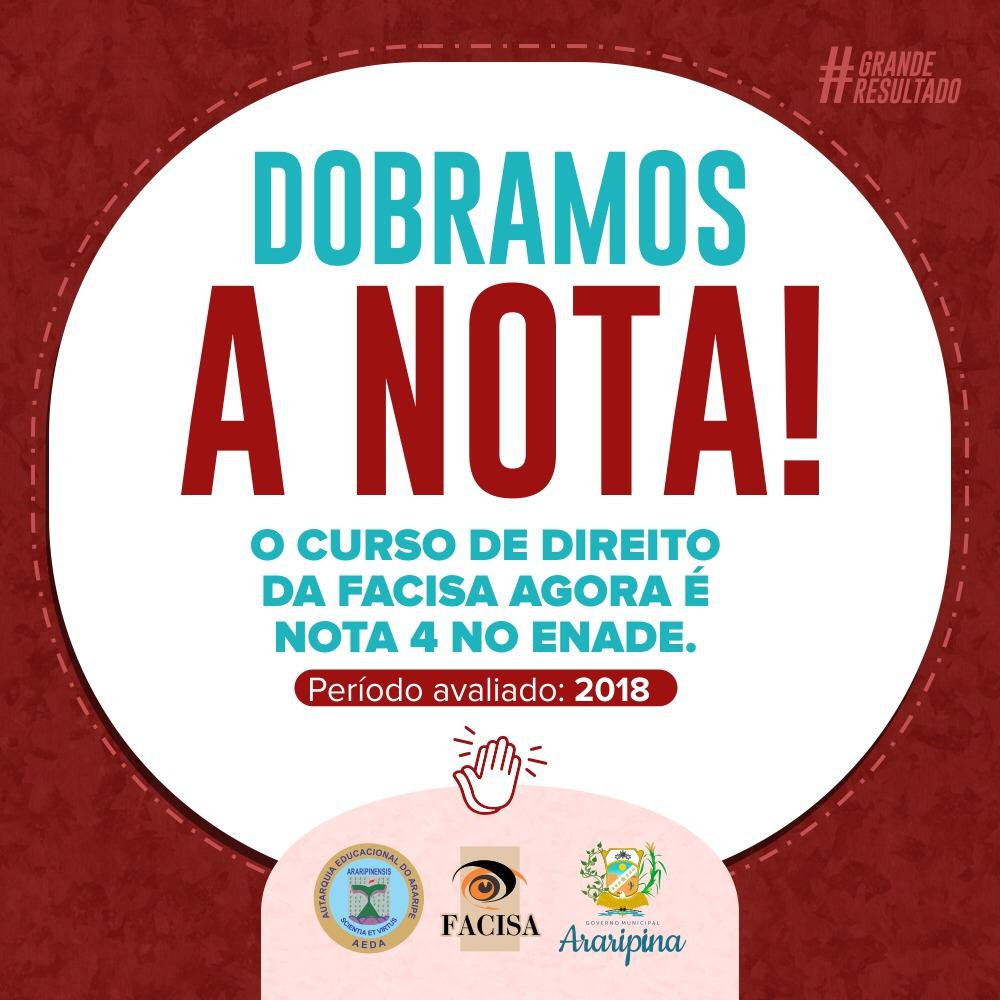 #GRANDE
RESULTADO
DOBRAMOS
A NOTA!
O CURSO DE DIREITO
DA FACISA AGORA É
NOTA 4 NO ENADE.
Período avaliado: 2018
AUTARQUIA EDUCACIONAL DO ARARIPE
ARARIPINENSIS
SCIENTIA ET VIRTUS
AEDA
FACISA
GOVERNO MUNICIPAL
Araripina